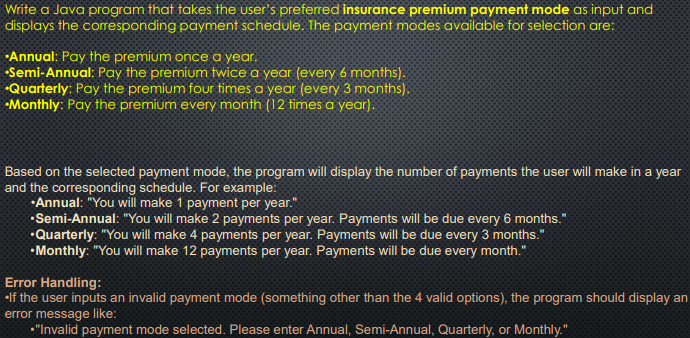 Write a Java program that takes the user's preferred insurance premium payment mode as input and
displays the corresponding payment schedule. The payment modes available for selection are:
•Annual: Pay the premium once a year.
•Semi-Annual: Pay the premium twice a year (every 6 months).
•Quarterly: Pay the premium four times a year (every 3 months).
•Monthly: Pay the premium every month (12 times a year).
Based on the selected payment mode, the program will display the number of payments the user will make in a year
and the corresponding schedule. For example:
•Annual: "You will make 1 payment per year."
•Semi-Annual: "You will make 2 payments per year. Payments will be due every 6 months."
•Quarterly: "You will make 4 payments per year. Payments will be due every 3 months."
•Monthly: "You will make 12 payments per year. Payments will be due every month."
Error Handling:
•If the user inputs an invalid payment mode (something other than the 4 valid options), the program should display an
error message like:
•"Invalid payment mode selected. Please enter Annual, Semi-Annual, Quarterly, or Monthly."